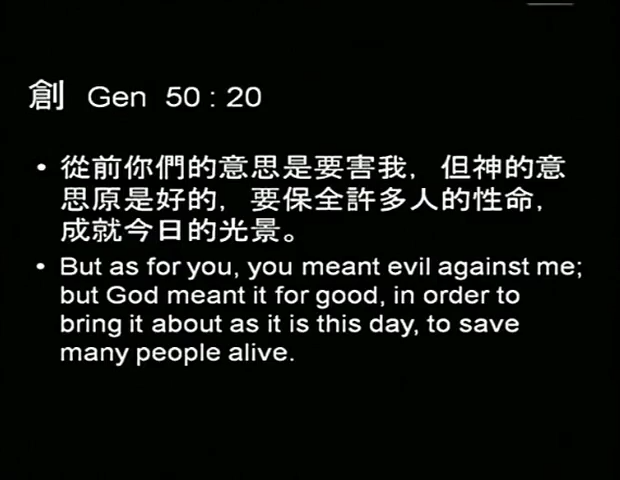 創 Gen 50 : 20
• 從前你們的意思是要害我，但神的意
思原是好的，要保全許多人的性命，
成就今日的光景。
• But as for you, you meant evil against me;
but God meant it for good, in order to
bring it about as it is this day, to save
many people alive.